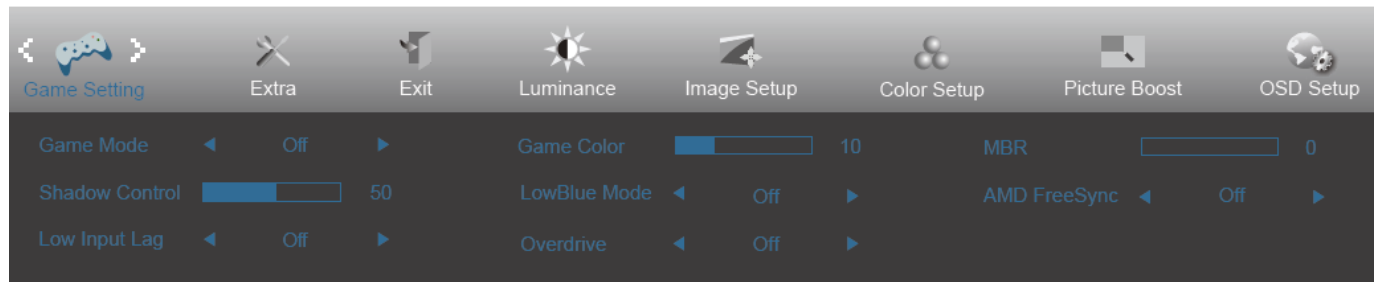 Game Setting
Extra
Exit
Luminance
Image Setup
Color Setup
Picture Boost
OSD Setup
Game Mode Off
Game Color 10
MBR 0
Shadow Control 50
LowBlue Mode Off
AMD FreeSync Off
Low Input Lag Off
Overdrive Off